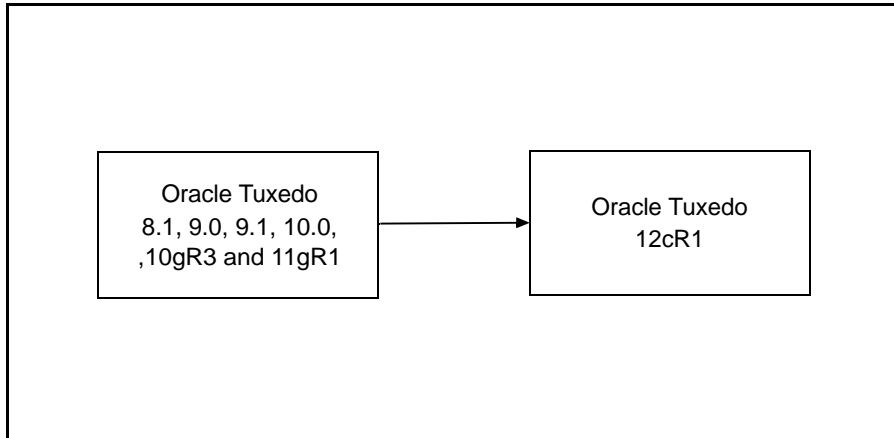 Oracle Tuxedo
8.1, 9.0, 9.1, 10.0,
,10gR3 and 11gR1
Oracle Tuxedo
12cR1